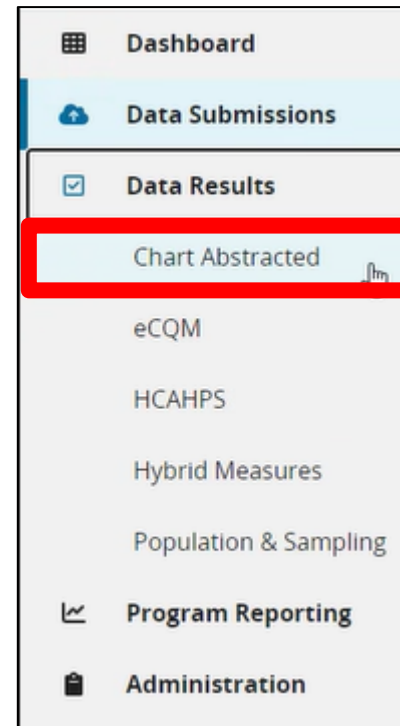 Dashboard
Data Submissions
Data Results
Chart Abstracted
eCQM
HCAHPS
Hybrid Measures
Population & Sampling
Program Reporting
Administration